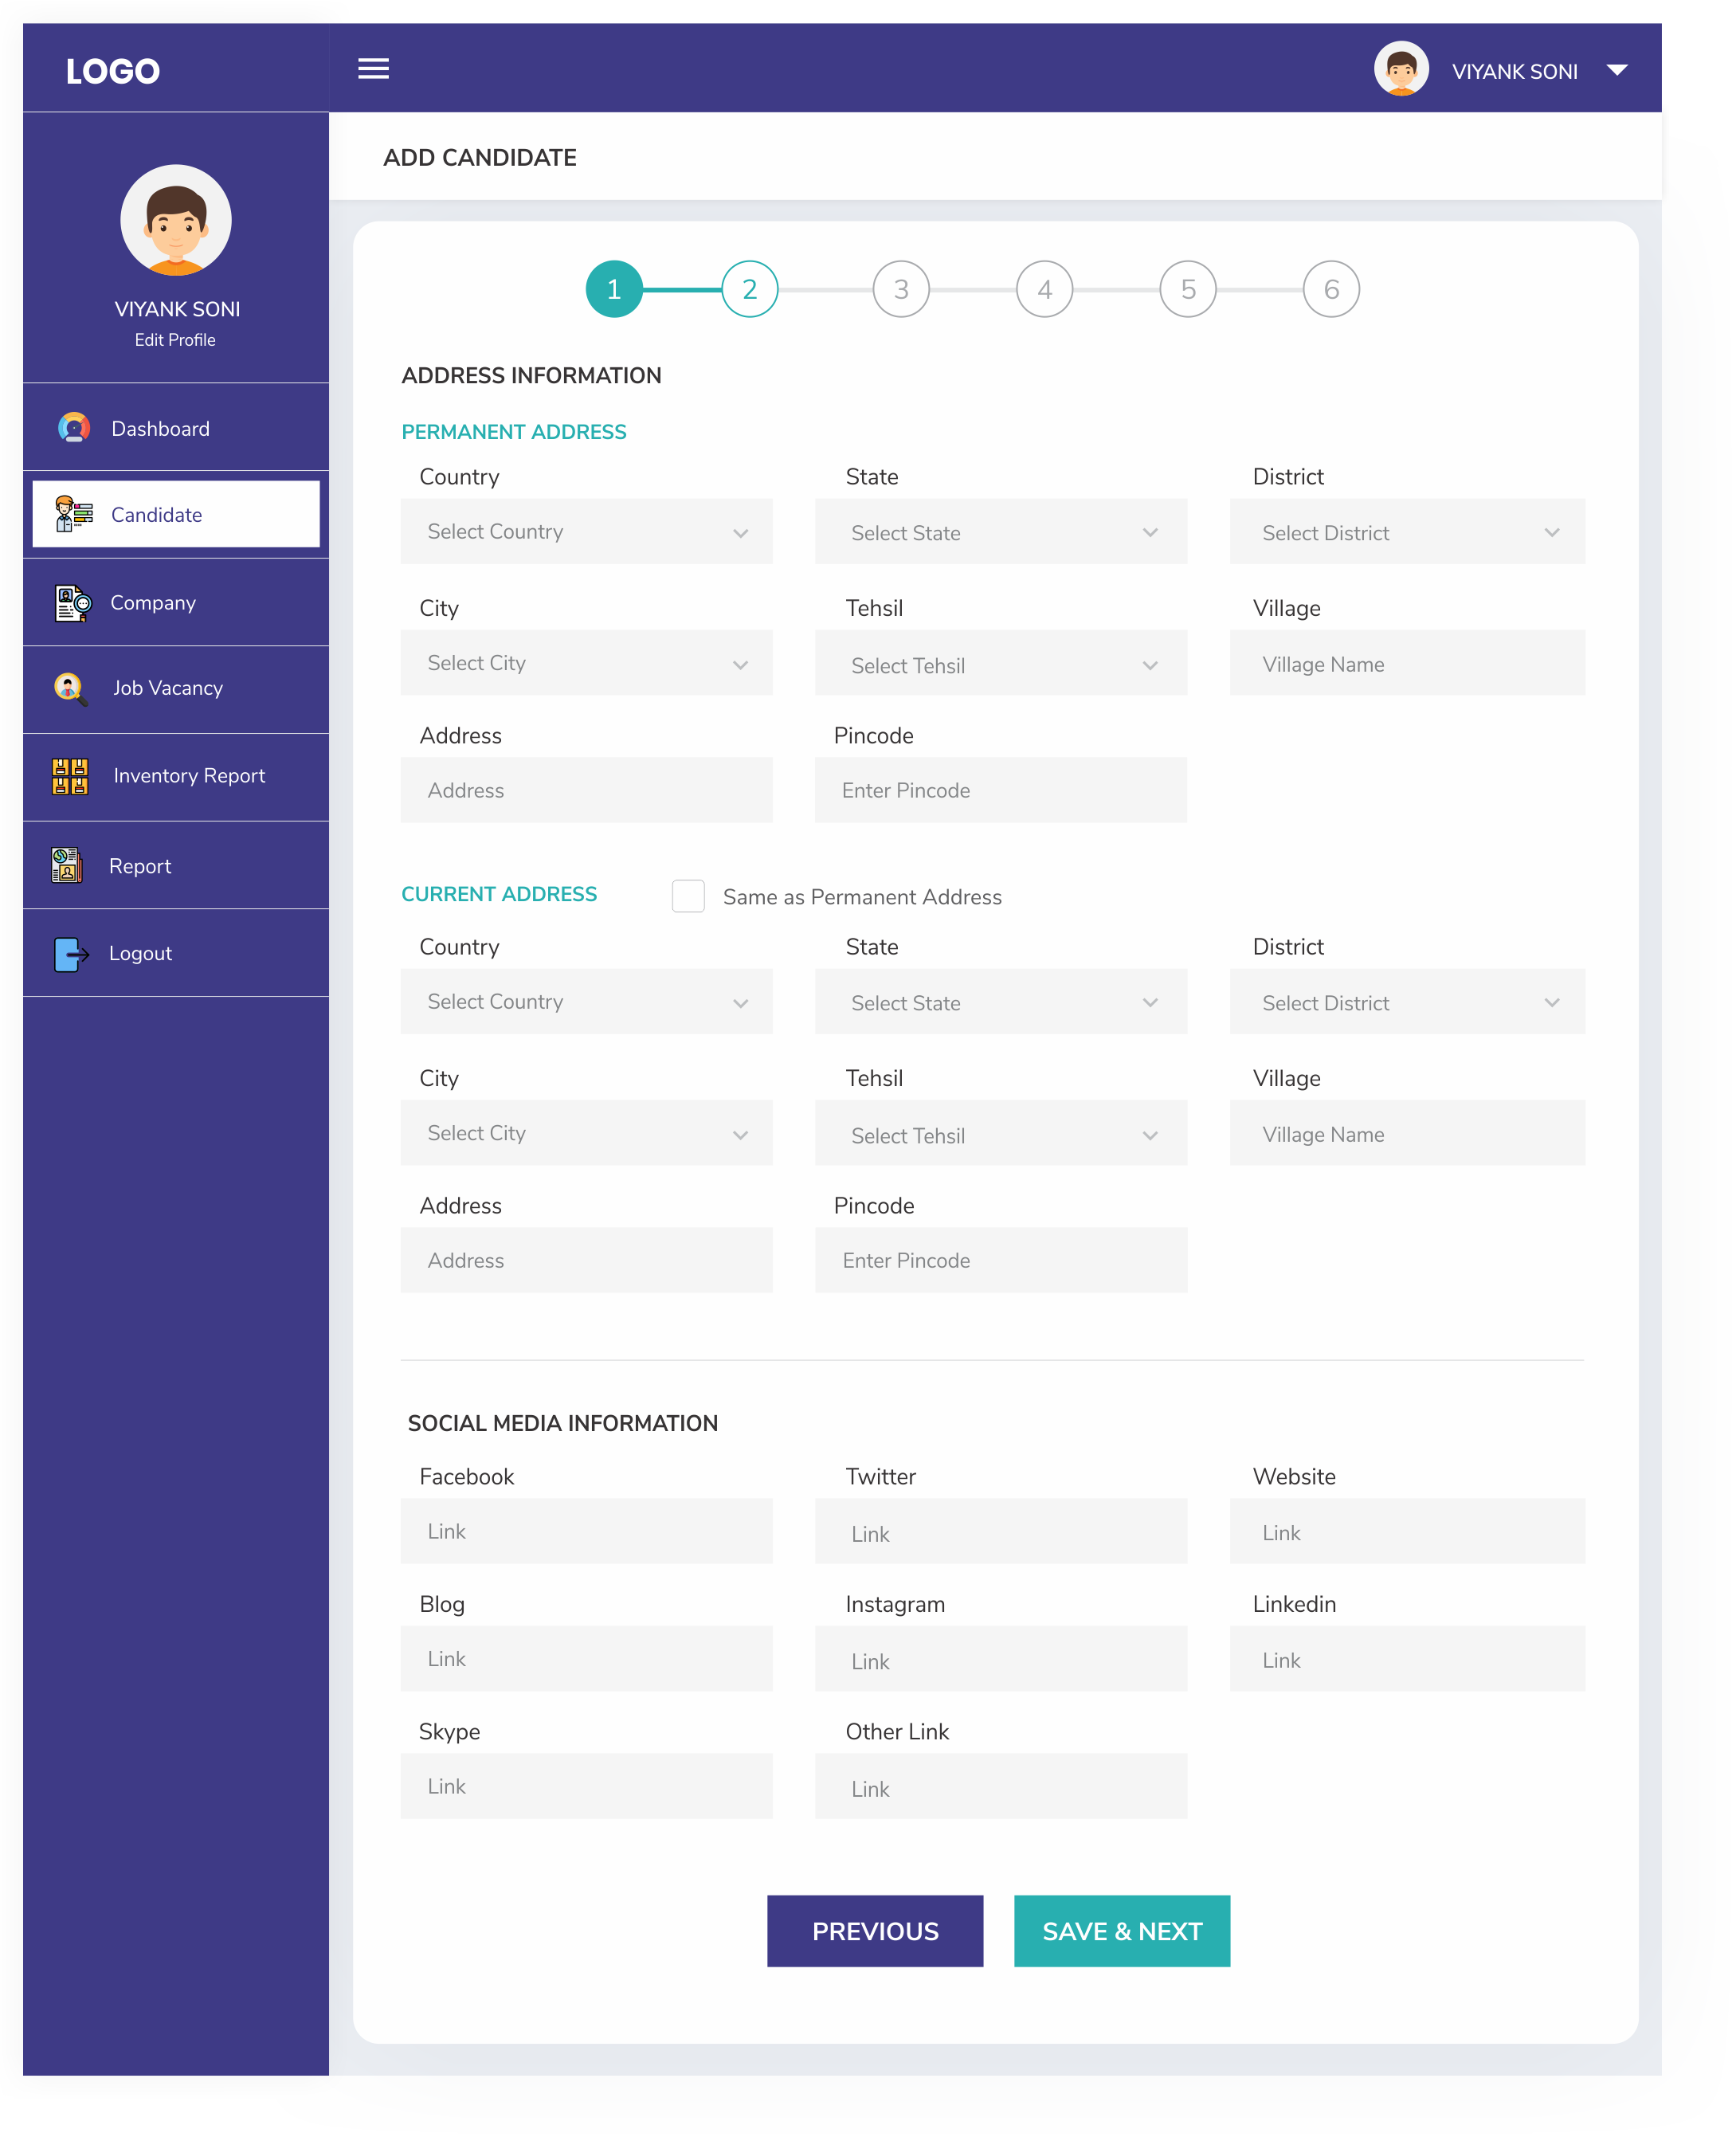 LOGO
VIYANK SONI
ADD CANDIDATE
VIYANK SONI
Edit Profile
Dashboard
Candidate
Company
Job Vacancy
Inventory Report
Report
Logout
1 2 3 4 5 6
ADDRESS INFORMATION
PERMANENT ADDRESS
Country State District
Select Country Select State Select District
City Tehsil Village
Select City Select Tehsil Village Name
Address Pincode
Address Enter Pincode
CURRENT ADDRESS Same as Permanent Address
Country State District
Select Country Select State Select District
City Tehsil Village
Select City Select Tehsil Village Name
Address Pincode
Address Enter Pincode
SOCIAL MEDIA INFORMATION
Facebook Twitter Website
Link Link Link
Blog Instagram Linkedin
Link Link Link
Skype Other Link
Link Link
PREVIOUS SAVE & NEXT